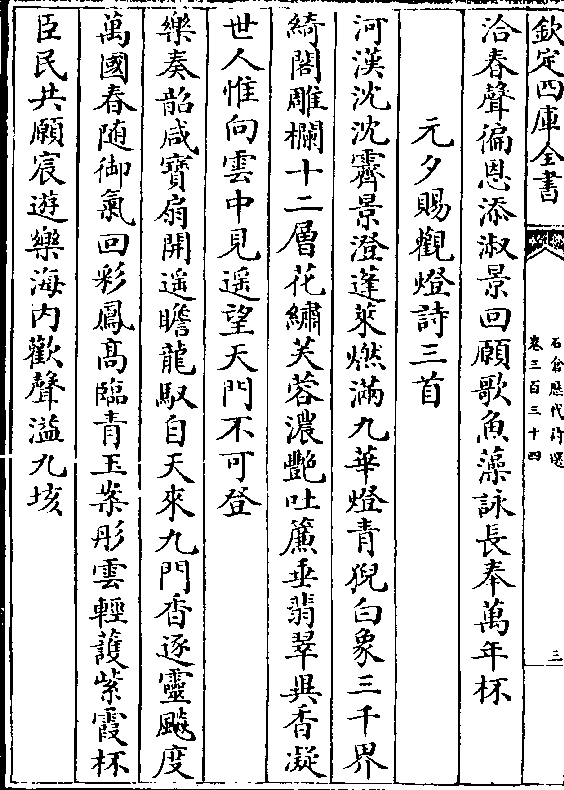 欽定四庫全書
石倉歷代詩選
卷三百三十四
三
洽春聲徧恩添淑景回願歌魚藻詠長奉萬年杯
元夕賜觀燈詩三首
河漢沈沈霽景澄蓬萊燃滿九華燈青猊白象三千界
綺閣雕欄十二層花繡芙蓉濃艶吐簾垂翡翠異香凝
世人惟向雲中見遥望天門不可登
樂奏韶咸寶扇開遥瞻龍馭自天來九門香逐靈飈度
萬國春随御氣回彩鳳髙臨青玉案彤雲輕護紫霞杯
臣民共願宸遊樂海内歡聲溢九垓